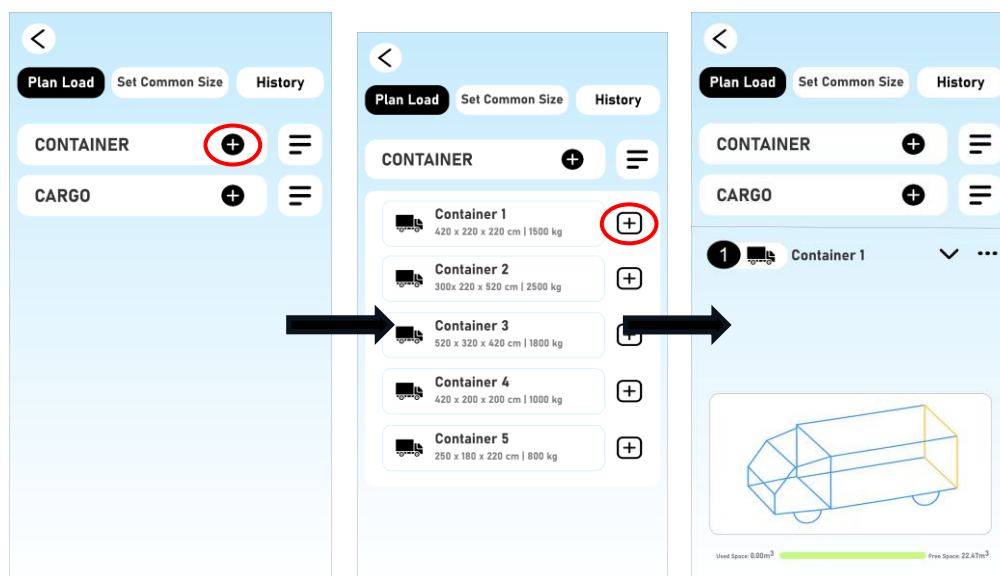 Plan Load Set Common Size History
CONTAINER
CARGO
Plan Load Set Common Size History
CONTAINER
Container 1
420 x 220 x 220 cm | 1500 kg
Container 2
300x 220 x 520 cm | 2500 kg
Container 3
520 x 320 x 420 cm | 1800 kg
Container 4
420 x 200 x 200 cm | 1000 kg
Container 5
250 x 180 x 220 cm | 800 kg
Plan Load Set Common Size History
CONTAINER
CARGO
1 Container 1
Used Space: 0.00m³ Free Space: 22.47m³